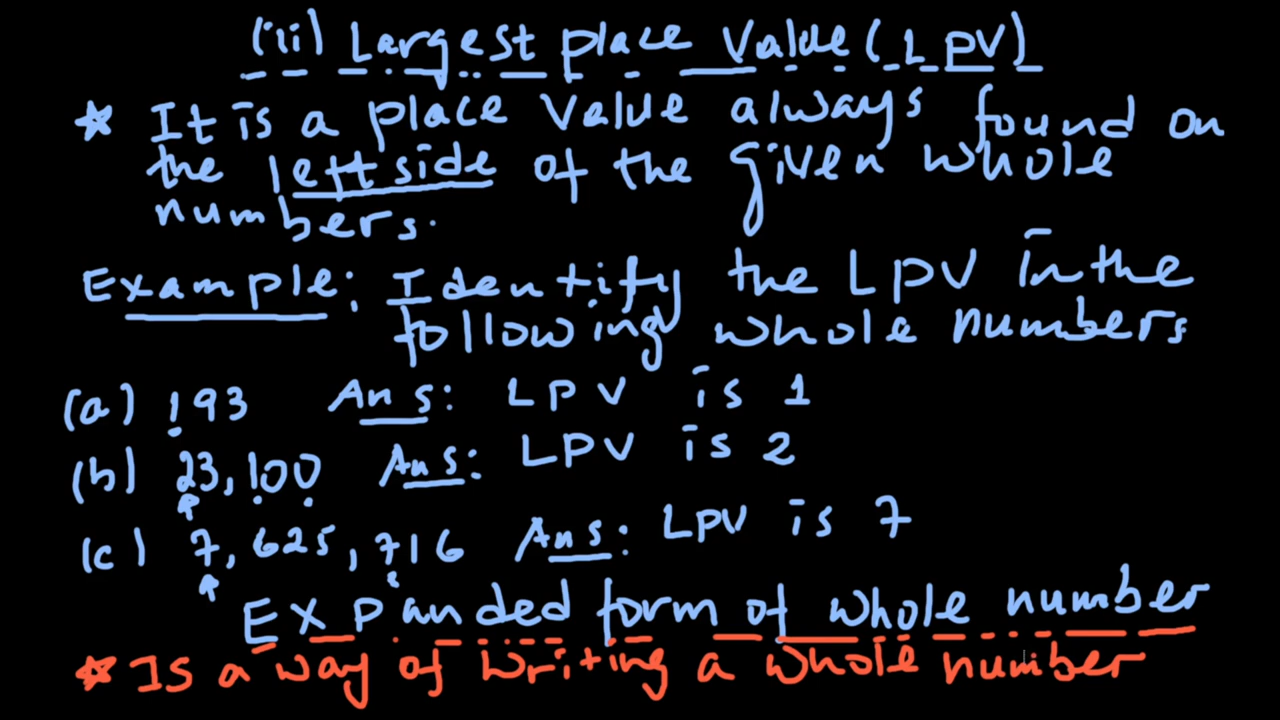 (ii) Largest place Value (LPV)
* It is a place value always found on
the left side of the given whole
numbers.
Example: Identify the LPV in the
following whole numbers
(a) 193 Ans: LPV is 1
(b) 23,100 Ans: LPV is 2
(c) 7,625,716 Ans: LPV is 7
Expanded form of whole number
* Is a way of writing a whole number